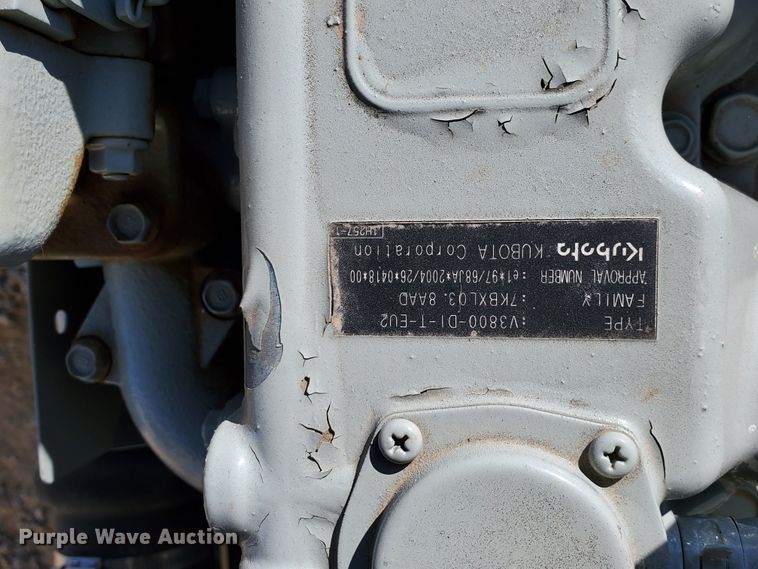 TYPE : V3800-DI-T-EU2
FAMILY : 7KBXL03. 8AAD
APPROVAL NUMBER :e1*97/68JA*2004/26*0418*00
Kubota KUBOTA Corporation
1H257-1
Purple Wave Auction